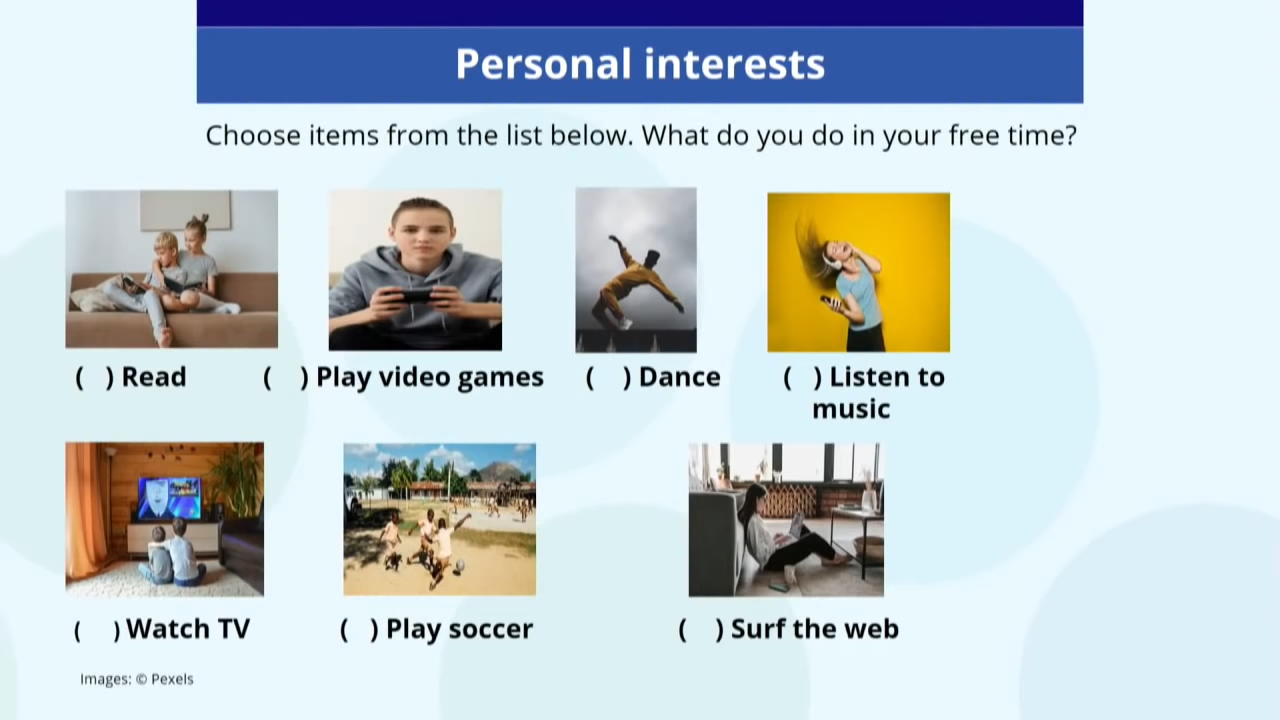 Personal interests
Choose items from the list below. What do you do in your free time?
(   ) Read
(   ) Play video games
(   ) Dance
(   ) Listen to
music
(   ) Watch TV
(   ) Play soccer
(   ) Surf the web
Images: © Pexels